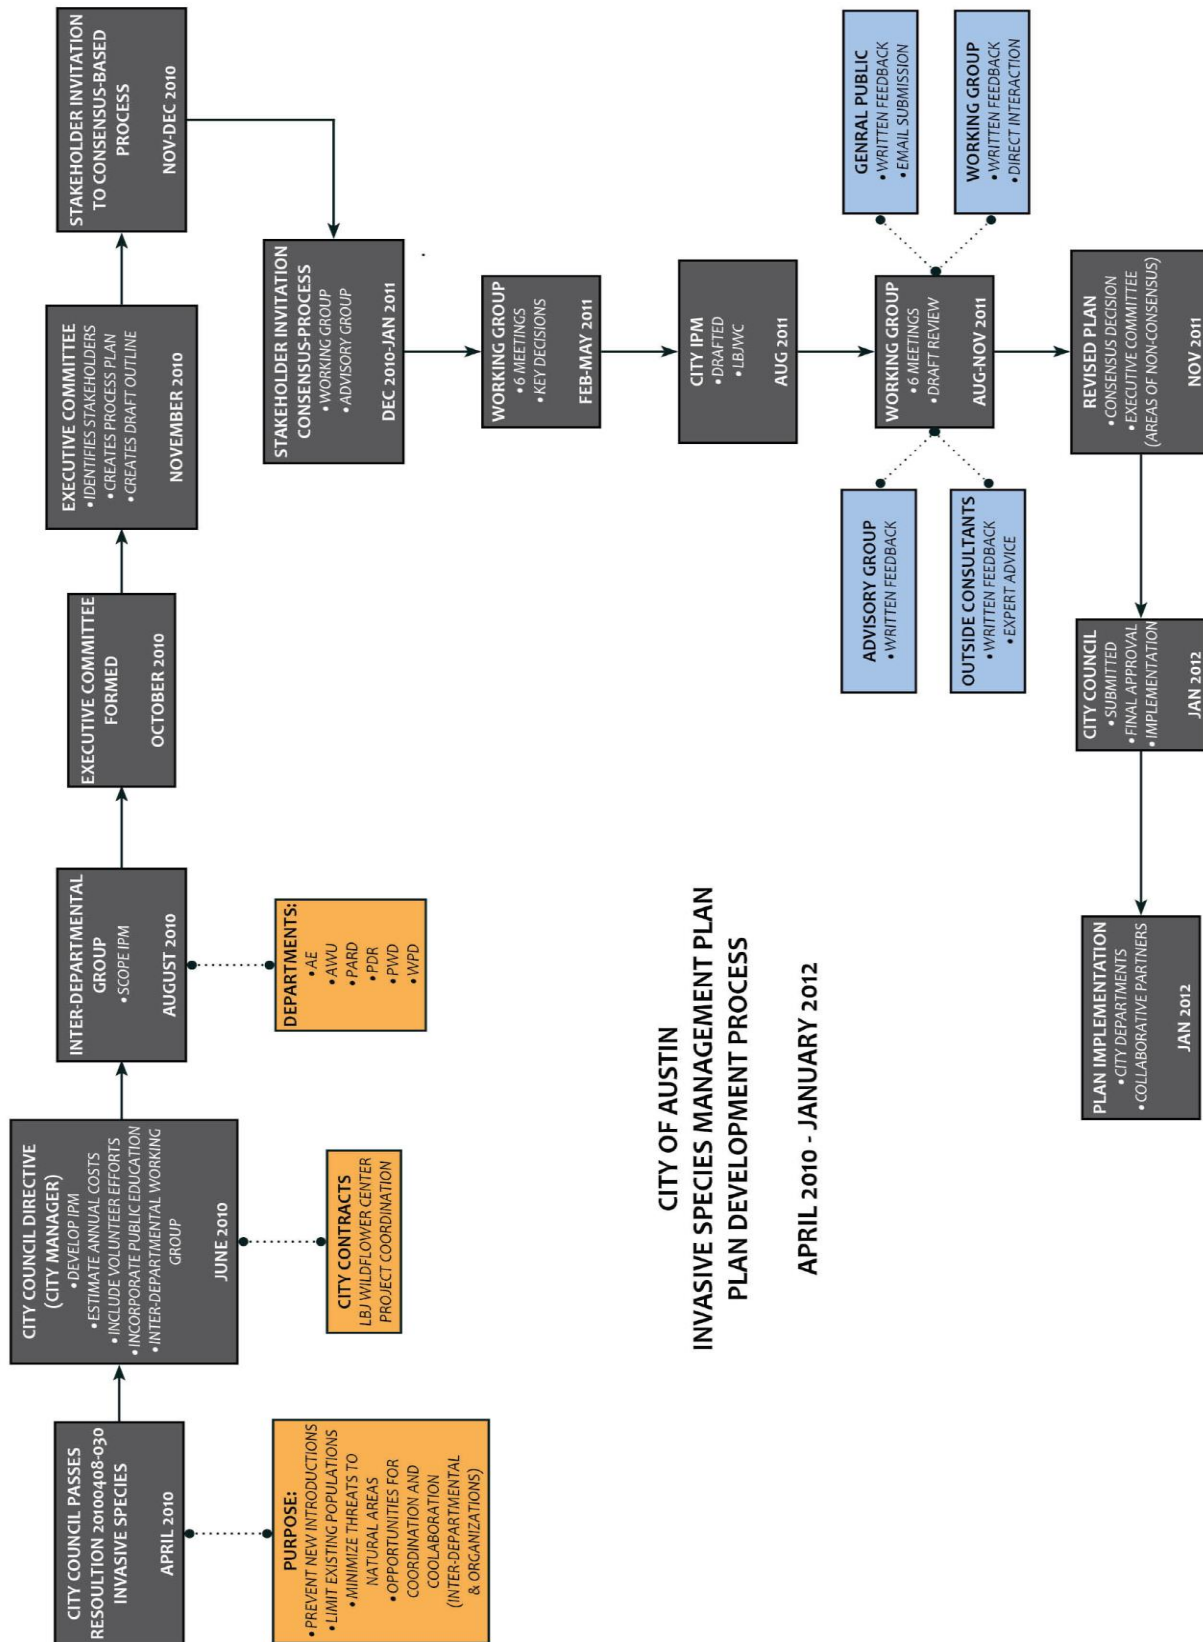 CITY COUNCIL PASSES
RESOULTION 20100408-030
INVASIVE SPECIES
APRIL 2010
PURPOSE:
• PREVENT NEW INTRODUCTIONS
• LIMIT EXISTING POPULATIONS
• MINIMIZE THREATS TO
NATURAL AREAS
• OPPORTUNITIES FOR
COORDINATION AND
COOLABORATION
(INTER-DEPARTMENTAL
& ORGANIZATIONS)
CITY COUNCIL DIRECTIVE
(CITY MANAGER)
• DEVELOP IPM
• ESTIMATE ANNUAL COSTS
• INCLUDE VOLUNTEER EFFORTS
• INCORPORATE PUBLIC EDUCATION
• INTER-DEPARTMENTAL WORKING
GROUP
JUNE 2010
CITY CONTRACTS
LBJ WILDFLOWER CENTER
PROJECT COORDINATION
INTER-DEPARTMENTAL
GROUP
• SCOPE IPM
AUGUST 2010
DEPARTMENTS:
• AE
• AWU
• PARD
• PDR
• PWD
• WPD
EXECUTIVE COMMITTEE
FORMED
OCTOBER 2010
EXECUTIVE COMMITTEE
• IDENTIFIES STAKEHOLDERS
• CREATES PROCESS PLAN
• CREATES DRAFT OUTLINE
NOVEMBER 2010
STAKEHOLDER INVITATION
TO CONSENSUS-BASED
PROCESS
NOV-DEC 2010
STAKEHOLDER INVITATION
CONSENSUS-PROCESS
• WORKING GROUP
• ADVISORY GROUP
DEC 2010-JAN 2011
WORKING GROUP
• 6 MEETINGS
• KEY DECISIONS
FEB-MAY 2011
CITY IPM
• DRAFTED
• LBJWC
AUG 2011
WORKING GROUP
• 6 MEETINGS
• DRAFT REVIEW
AUG-NOV 2011
ADVISORY GROUP
• WRITTEN FEEDBACK
OUTSIDE CONSULTANTS
• WRITTEN FEEDBACK
• EXPERT ADVICE
GENRAL PUBLIC
• WRITTEN FEEDBACK
• EMAIL SUBMISSION
WORKING GROUP
• WRITTEN FEEDBACK
• DIRECT INTERACTION
REVISED PLAN
• CONSENSUS DECISION
• EXECUTIVE COMMITTEE
(AREAS OF NON-CONSENSUS)
NOV 2011
CITY COUNCIL
• SUBMITTED
• FINAL APPROVAL
• IMPLEMENTATION
JAN 2012
PLAN IMPLEMENTATION
• CITY DEPARTMENTS
• COLLABORATIVE PARTNERS
JAN 2012
CITY OF AUSTIN
INVASIVE SPECIES MANAGEMENT PLAN
PLAN DEVELOPMENT PROCESS
APRIL 2010 - JANUARY 2012